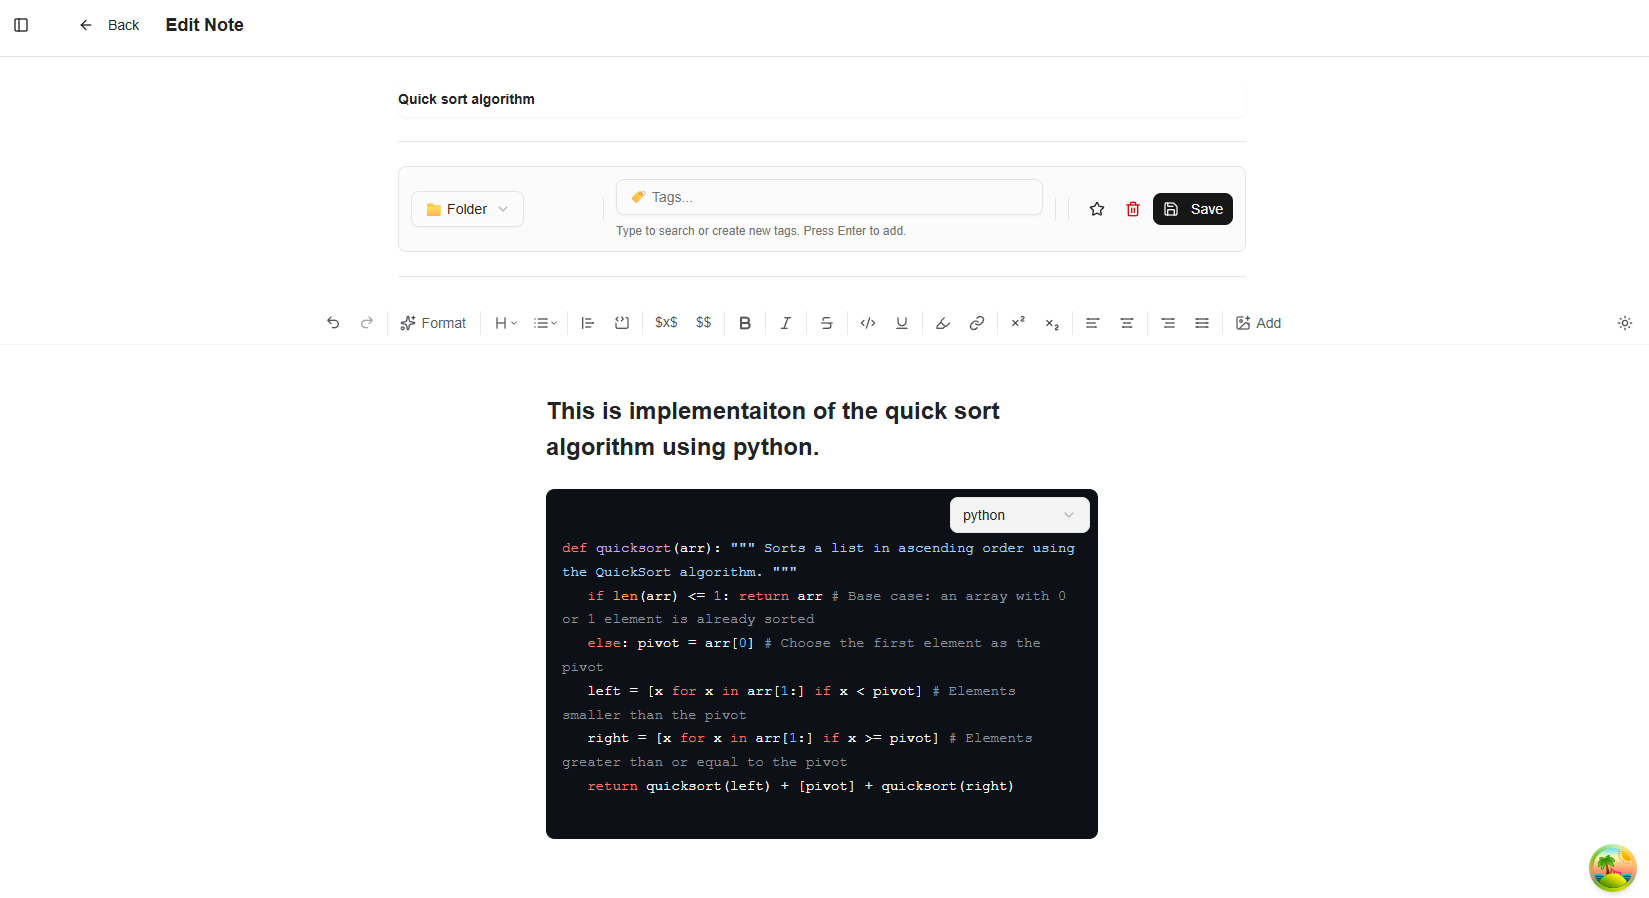 Back Edit Note
Quick sort algorithm
Folder
Tags...
Save
Type to search or create new tags. Press Enter to add.
Format H $x$ $$ B I S U x² x₂ Add
This is implementaiton of the quick sort
algorithm using python.
python
def quicksort(arr): """ Sorts a list in ascending order using
the QuickSort algorithm. """
if len(arr) <= 1: return arr # Base case: an array with 0
or 1 element is already sorted
else: pivot = arr[0] # Choose the first element as the
pivot
left = [x for x in arr[1:] if x < pivot] # Elements
smaller than the pivot
right = [x for x in arr[1:] if x >= pivot] # Elements
greater than or equal to the pivot
return quicksort(left) + [pivot] + quicksort(right)